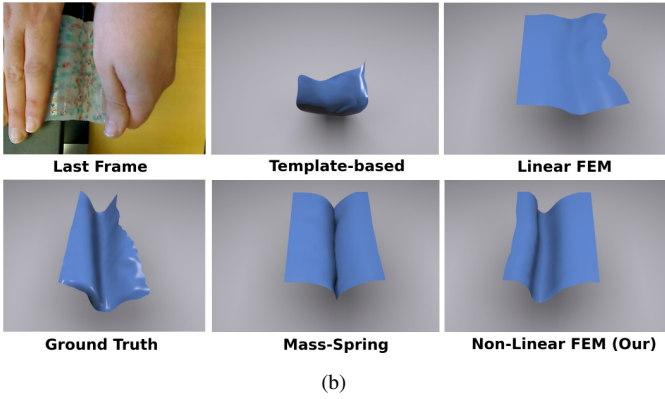 Last Frame
Template-based
Linear FEM
Ground Truth
Mass-Spring
Non-Linear FEM (Our)
(b)